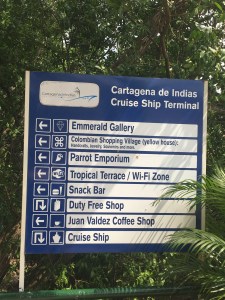 Cartagena de Indias
Cruise Ship Terminal
Emmerald Gallery
Colombian Shopping Village (yellow house):
Parrot Emporium
Tropical Terrace / Wi-Fi Zone
Snack Bar
Duty Free Shop
Juan Valdez Coffee Shop
Cruise Ship